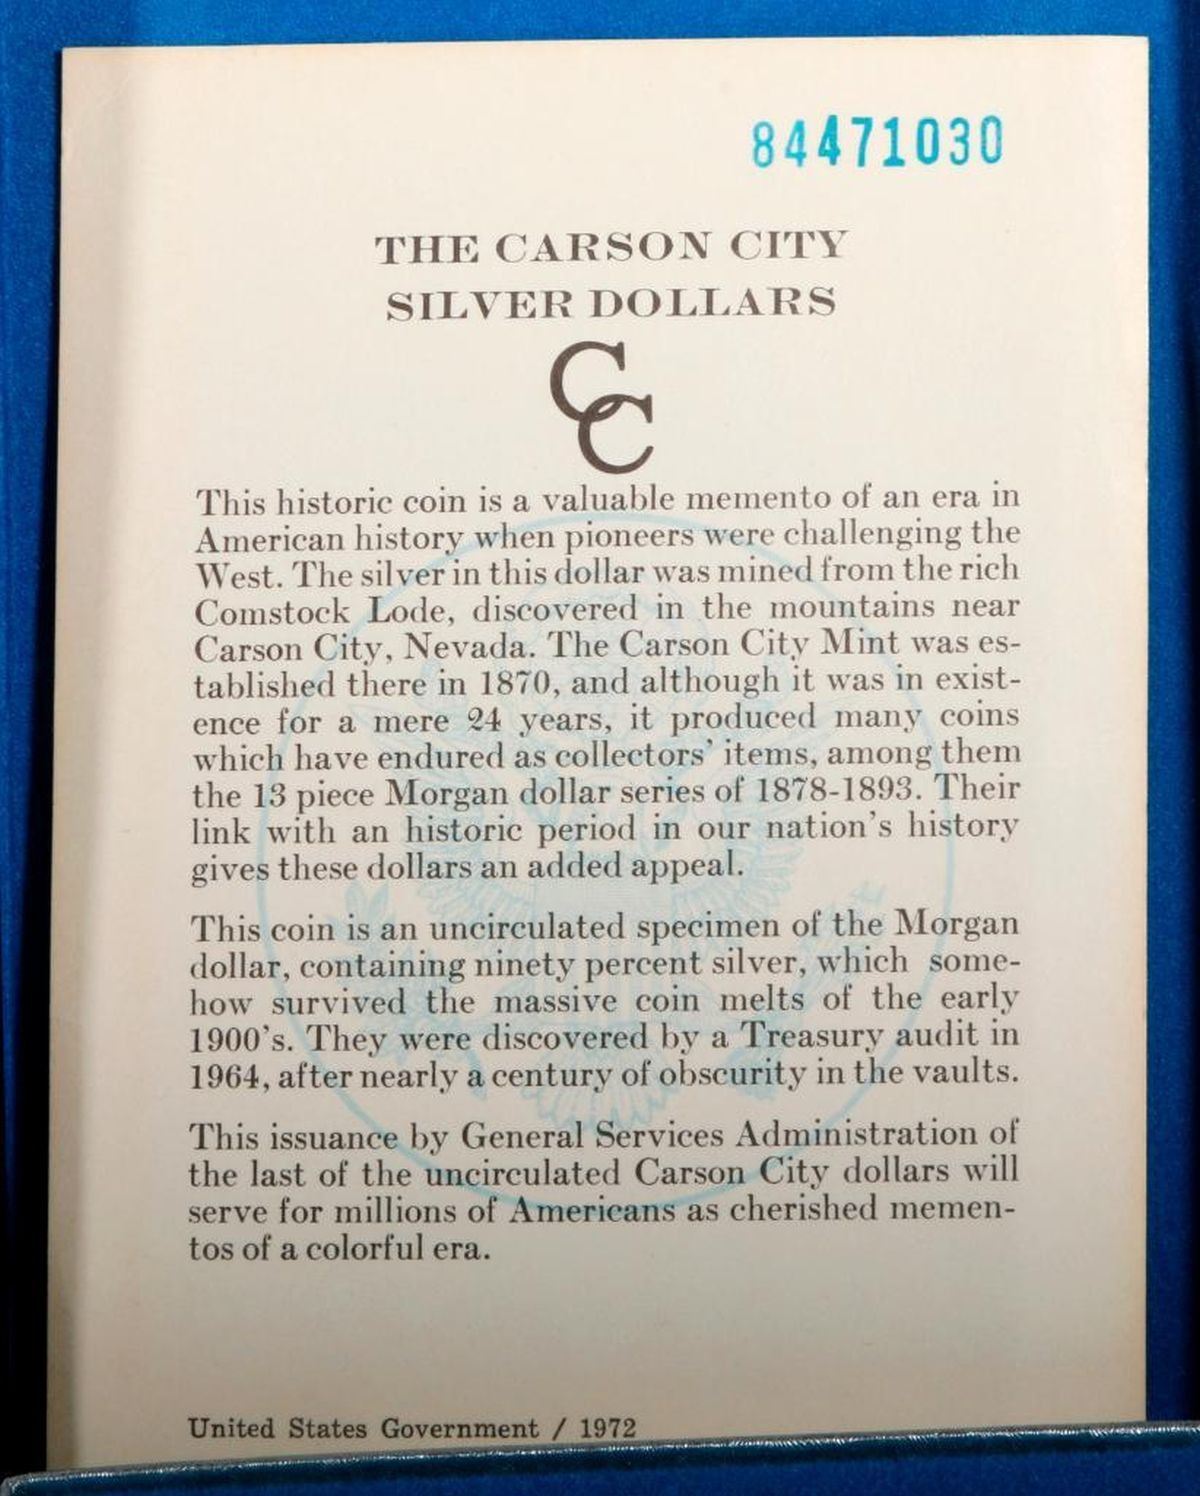 84471030
THE CARSON CITY
SILVER DOLLARS
CC
This historic coin is a valuable memento of an era in
American history when pioneers were challenging the
West. The silver in this dollar was mined from the rich
Comstock Lode, discovered in the mountains near
Carson City, Nevada. The Carson City Mint was es-
tablished there in 1870, and although it was in exist-
ence for a mere 24 years, it produced many coins
which have endured as collectors' items, among them
the 13 piece Morgan dollar series of 1878-1893. Their
link with an historic period in our nation's history
gives these dollars an added appeal.
This coin is an uncirculated specimen of the Morgan
dollar, containing ninety percent silver, which some-
how survived the massive coin melts of the early
1900's. They were discovered by a Treasury audit in
1964, after nearly a century of obscurity in the vaults.
This issuance by General Services Administration of
the last of the uncirculated Carson City dollars will
serve for millions of Americans as cherished memen-
tos of a colorful era.
United States Government / 1972